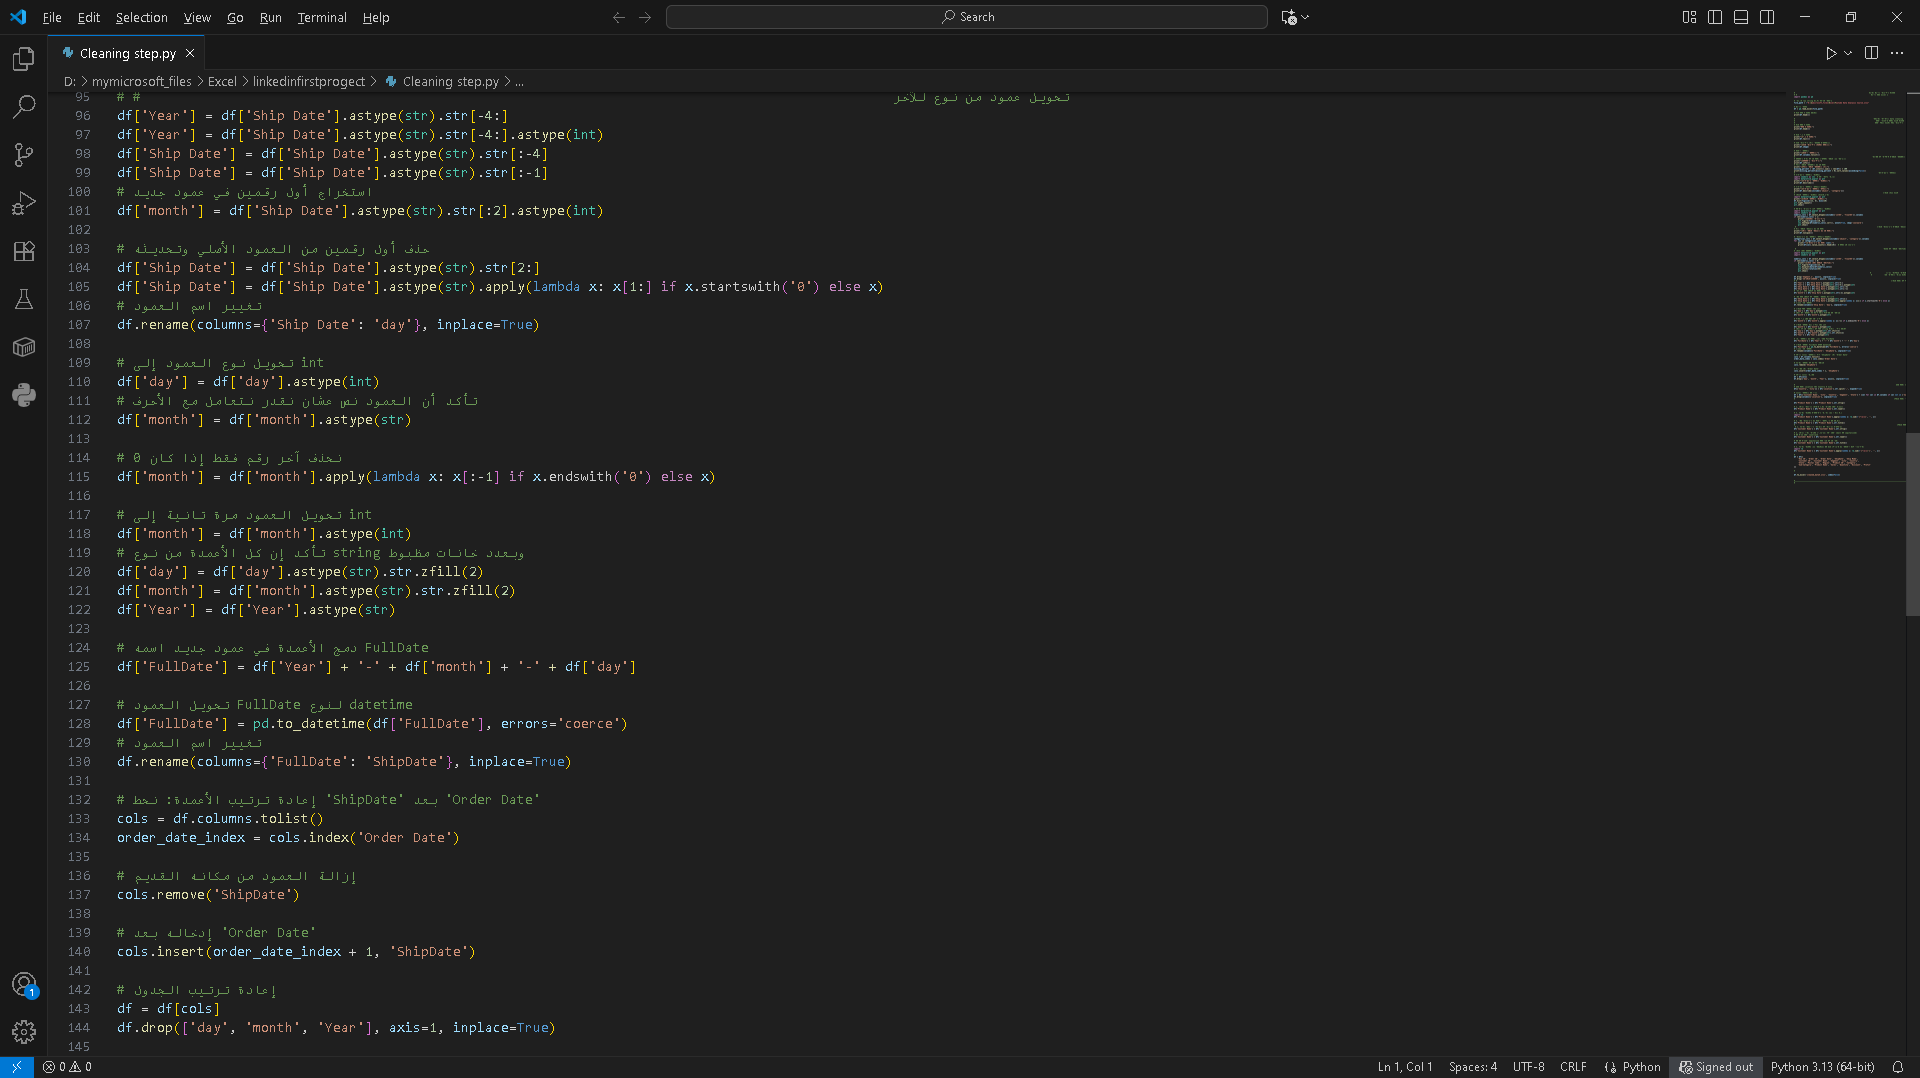 File Edit Selection View Go Run Terminal Help
Search
Cleaning step.py
D: > mymicrosoft_files > Excel > linkedinfirstprogect > Cleaning step.py > ...
95 # # تحويل عمود من نوع للآخر
96 df['Year'] = df['Ship Date'].astype(str).str[-4:]
97 df['Year'] = df['Ship Date'].astype(str).str[-4:].astype(int)
98 df['Ship Date'] = df['Ship Date'].astype(str).str[:-4]
99 df['Ship Date'] = df['Ship Date'].astype(str).str[:-1]
100 # استخراج أول رقمين في عمود جديد
101 df['month'] = df['Ship Date'].astype(str).str[:2].astype(int)
102
103 # حذف أول رقمين من العمود الأصلي وتحديثه
104 df['Ship Date'] = df['Ship Date'].astype(str).str[2:]
105 df['Ship Date'] = df['Ship Date'].astype(str).apply(lambda x: x[1:] if x.startswith('0') else x)
106 # تغيير اسم العمود
107 df.rename(columns={'Ship Date': 'day'}, inplace=True)
108
109 # تحويل نوع العمود إلى int
110 df['day'] = df['day'].astype(int)
111 # تأكد أن العمود نص عشان نقدر نتعامل مع الأحرف
112 df['month'] = df['month'].astype(str)
113
114 # نحذف آخر رقم فقط إذا كان 0
115 df['month'] = df['month'].apply(lambda x: x[:-1] if x.endswith('0') else x)
116
117 # تحويل العمود مرة تانية إلى int
118 df['month'] = df['month'].astype(int)
119 # تأكد إن كل الأعمدة من نوع string وبعدد خانات مظبوط
120 df['day'] = df['day'].astype(str).str.zfill(2)
121 df['month'] = df['month'].astype(str).str.zfill(2)
122 df['Year'] = df['Year'].astype(str)
123
124 # دمج الأعمدة في عمود جديد اسمه FullDate
125 df['FullDate'] = df['Year'] + '-' + df['month'] + '-' + df['day']
126
127 # تحويل العمود FullDate لنوع datetime
128 df['FullDate'] = pd.to_datetime(df['FullDate'], errors='coerce')
129 # تغيير اسم العمود
130 df.rename(columns={'FullDate': 'ShipDate'}, inplace=True)
131
132 # إعادة ترتيب الأعمدة: نحط 'ShipDate' بعد 'Order Date'
133 cols = df.columns.tolist()
134 order_date_index = cols.index('Order Date')
135
136 # إزالة العمود من مكانه القديم
137 cols.remove('ShipDate')
138
139 # إدخاله بعد 'Order Date'
140 cols.insert(order_date_index + 1, 'ShipDate')
141
142 # إعادة ترتيب الجدول
143 df = df[cols]
144 df.drop(['day', 'month', 'Year'], axis=1, inplace=True)
145
1
0 0 Ln 1, Col 1 Spaces: 4 UTF-8 CRLF Python Signed out Python 3.13 (64-bit)